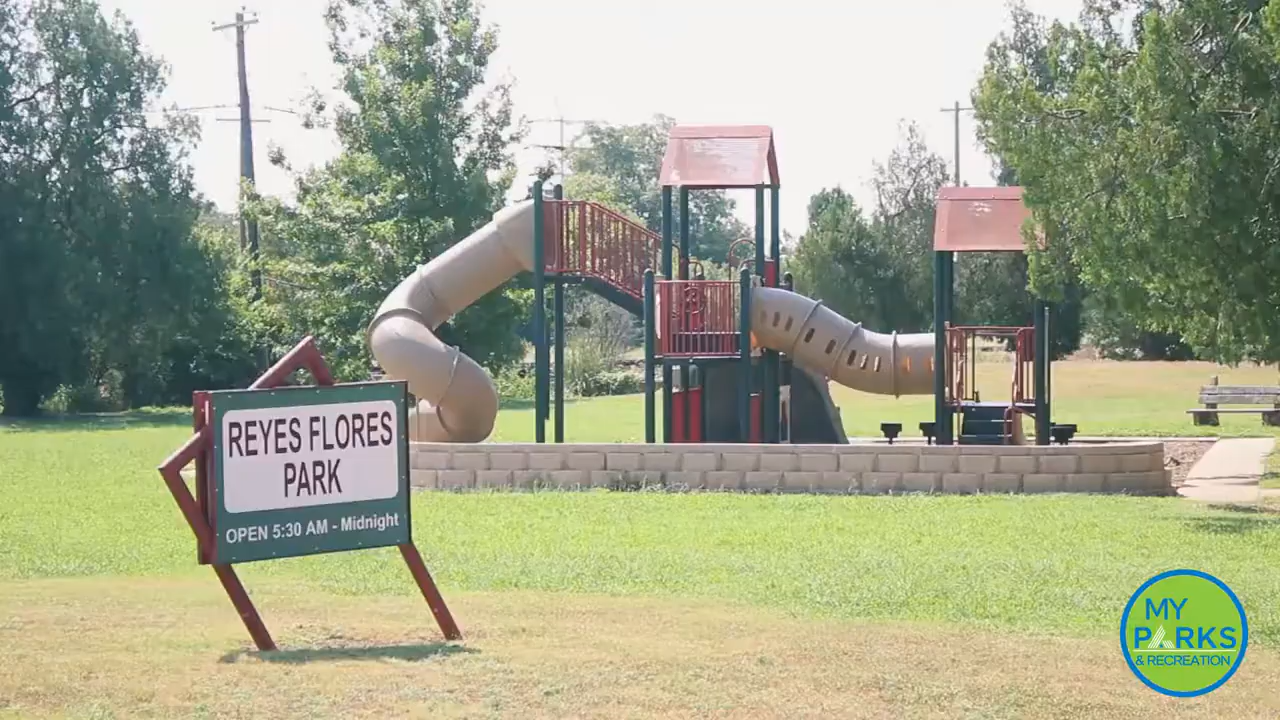 REYES FLORES
PARK
OPEN 5:30 AM - Midnight
MY
PARKS
& RECREATION